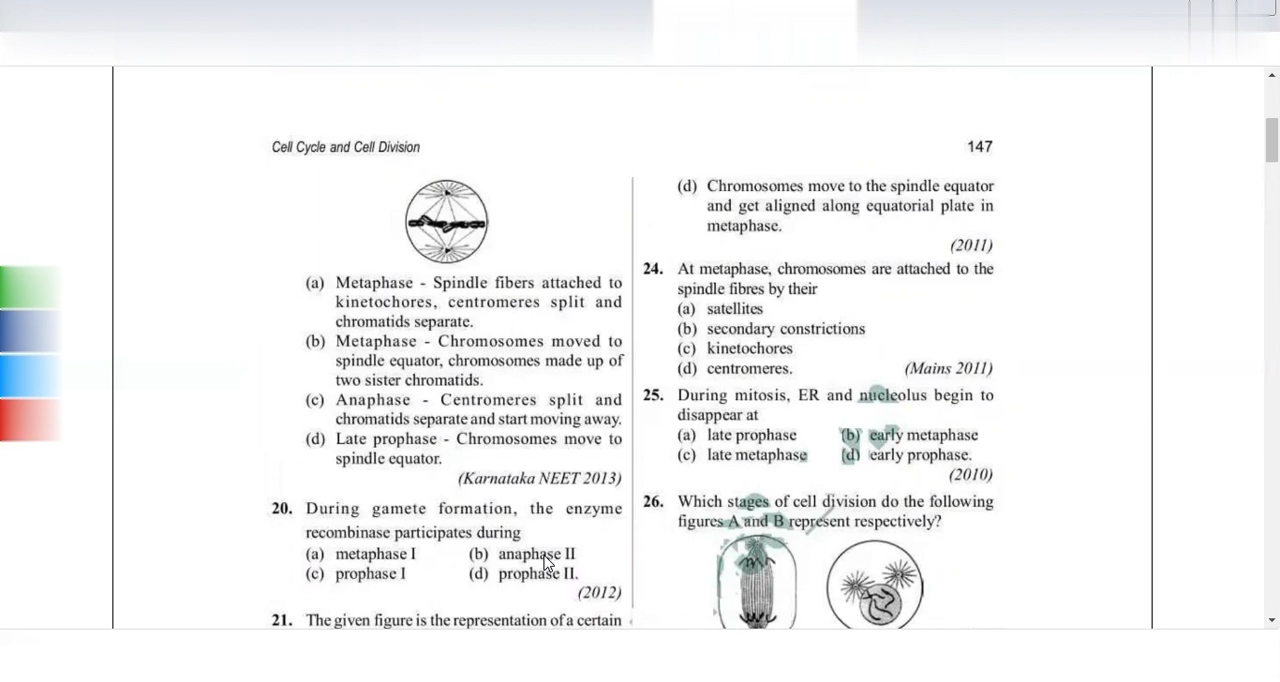 Cell Cycle and Cell Division
147
(a) Metaphase - Spindle fibers attached to
kinetochores, centromeres split and
chromatids separate.
(b) Metaphase - Chromosomes moved to
spindle equator, chromosomes made up of
two sister chromatids.
(c) Anaphase - Centromeres split and
chromatids separate and start moving away.
(d) Late prophase - Chromosomes move to
spindle equator.
(Karnataka NEET 2013)
20. During gamete formation, the enzyme
recombinase participates during
(a) metaphase I (b) anaphase II
(c) prophase I (d) prophase II.
(2012)
21. The given figure is the representation of a certain
(d) Chromosomes move to the spindle equator
and get aligned along equatorial plate in
metaphase.
(2011)
24. At metaphase, chromosomes are attached to the
spindle fibres by their
(a) satellites
(b) secondary constrictions
(c) kinetochores
(d) centromeres. (Mains 2011)
25. During mitosis, ER and nucleolus begin to
disappear at
(a) late prophase (b) early metaphase
(c) late metaphase (d) early prophase.
(2010)
26. Which stages of cell division do the following
figures A and B represent respectively?